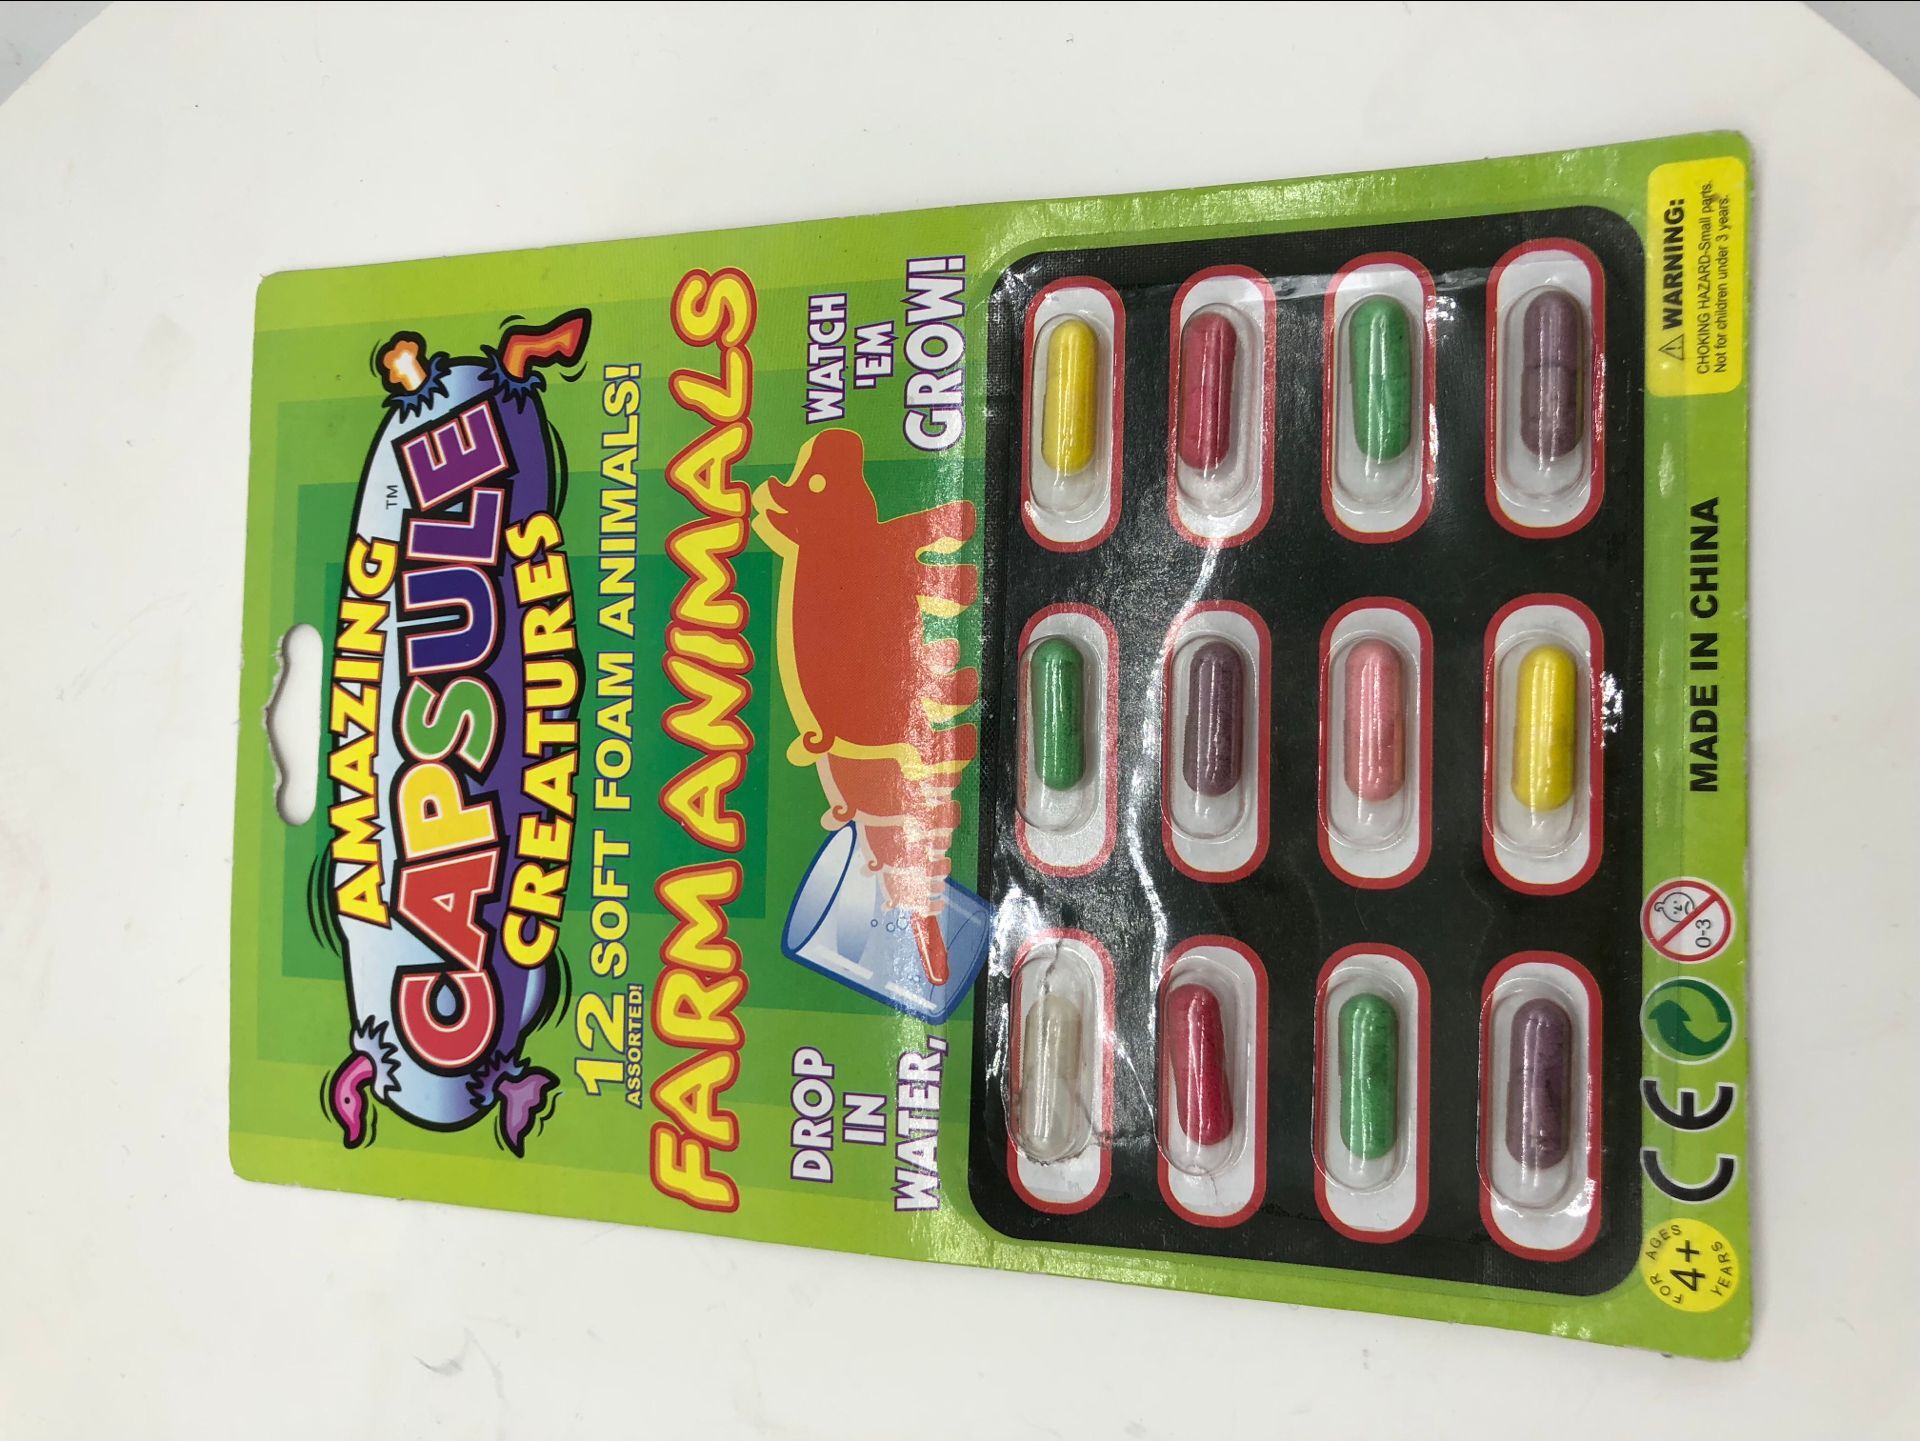 AMAZING
CAPSULE™
CREATURES
12 SOFT FOAM ANIMALS!
ASSORTED!
FARM ANIMALS
DROP
IN
WATER,
WATCH
'EM
GROW!
FOR AGES
4+
YEARS
CE
0-3
MADE IN CHINA
⚠ WARNING:
CHOKING HAZARD-Small parts.
Not for children under 3 years.